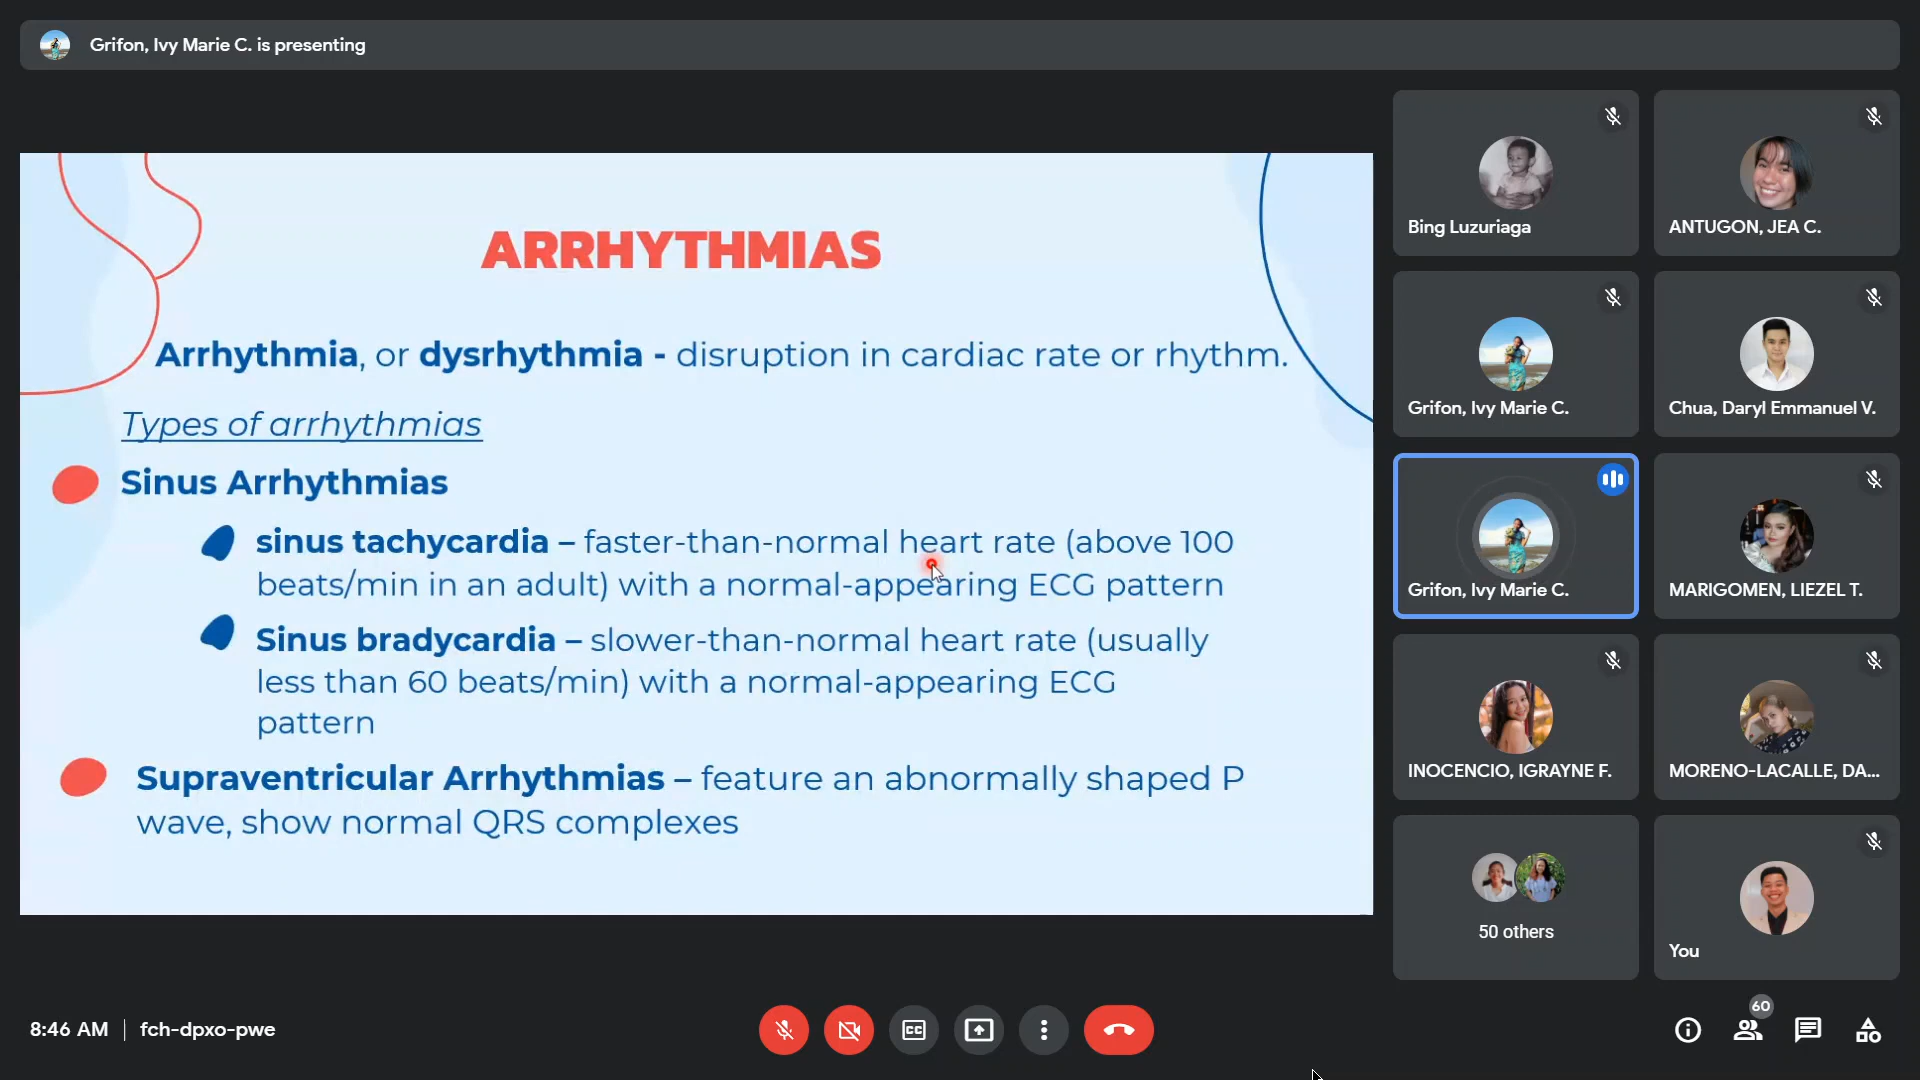 Grifon, Ivy Marie C. is presenting
ARRHYTHMIAS
Arrhythmia, or dysrhythmia - disruption in cardiac rate or rhythm.
Types of arrhythmias
Sinus Arrhythmias
sinus tachycardia – faster-than-normal heart rate (above 100
beats/min in an adult) with a normal-appearing ECG pattern
Sinus bradycardia – slower-than-normal heart rate (usually
less than 60 beats/min) with a normal-appearing ECG
pattern
Supraventricular Arrhythmias – feature an abnormally shaped P
wave, show normal QRS complexes
Bing Luzuriaga
ANTUGON, JEA C.
Grifon, Ivy Marie C.
Chua, Daryl Emmanuel V.
Grifon, Ivy Marie C.
MARIGOMEN, LIEZEL T.
INOCENCIO, IGRAYNE F.
MORENO-LACALLE, DA...
50 others
You
8:46 AM | fch-dpxo-pwe
CC
60